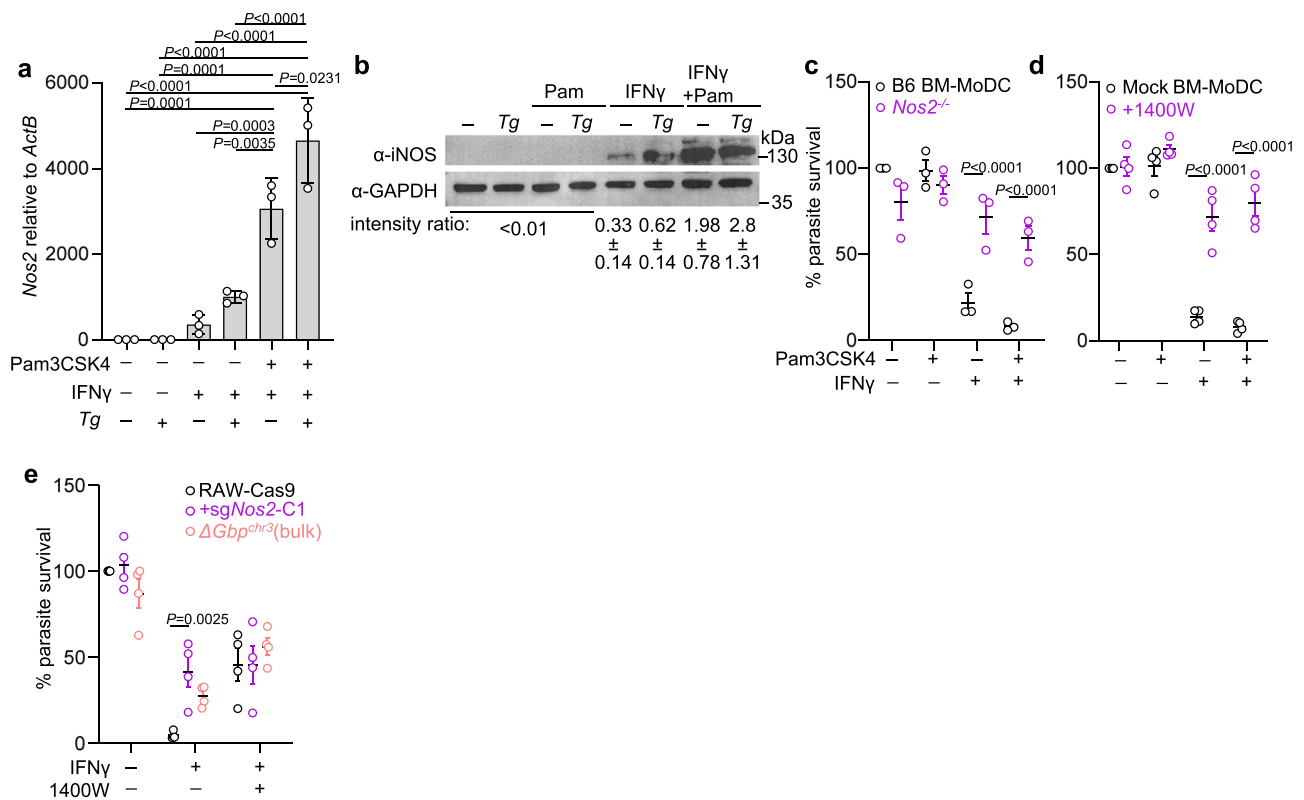 a
P<0.0001
P<0.0001
P<0.0001
P=0.0001
P<0.0001
P=0.0231
P=0.0001
P=0.0003
P=0.0035
Nos2 relative to ActB
6000
4000
2000
0
Pam3CSK4 – – – – + +
IFNγ – – + + + +
Tg – + – + – +
b
Pam IFNγ IFNγ
+Pam
– Tg – Tg – Tg – Tg kDa
α-iNOS 130
α-GAPDH 35
intensity ratio: <0.01 0.33 0.62 1.98 2.8
± ± ± ±
0.14 0.14 0.78 1.31
c
B6 BM-MoDC
Nos2-/-
% parasite survival
150
100
50
0
P<0.0001
P<0.0001
Pam3CSK4 – + – +
IFNγ – – + +
d
Mock BM-MoDC
+1400W
150
100
50
0
P<0.0001
P<0.0001
– + – +
– – + +
e
RAW-Cas9
+sgNos2-C1
ΔGbpchr3(bulk)
% parasite survival
150
100
50
0
P=0.0025
IFNγ – + +
1400W – – +